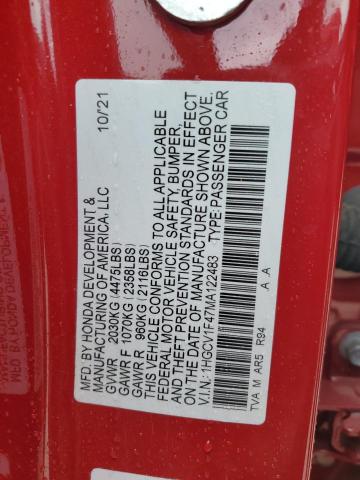 MFD. BY HONDA DEVELOPMENT & 10/21
MANUFACTURING OF AMERICA, LLC
GVWR 2030KG (4475LBS)
GAWR F 1070KG (2358LBS)
GAWR R 960KG (2116LBS)
THIS VEHICLE CONFORMS TO ALL APPLICABLE
FEDERAL MOTOR VEHICLE SAFETY, BUMPER,
AND THEFT PREVENTION STANDARDS IN EFFECT
ON THE DATE OF MANUFACTURE SHOWN ABOVE.
V.I.N.: 1HGCV1F47MA122483 TYPE:PASSENGER CAR
TVA M AR5 R94 A A